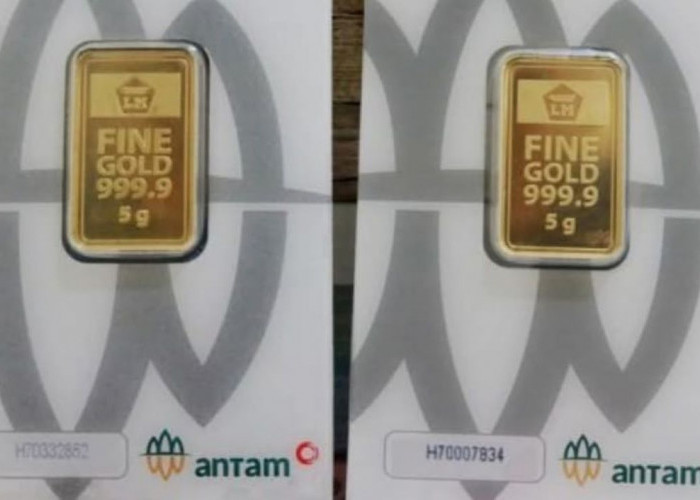 LM
FINE
GOLD
999.9
5 g
H70332852
antam
LM
FINE
GOLD
999.9
5 g
H70007834
antam